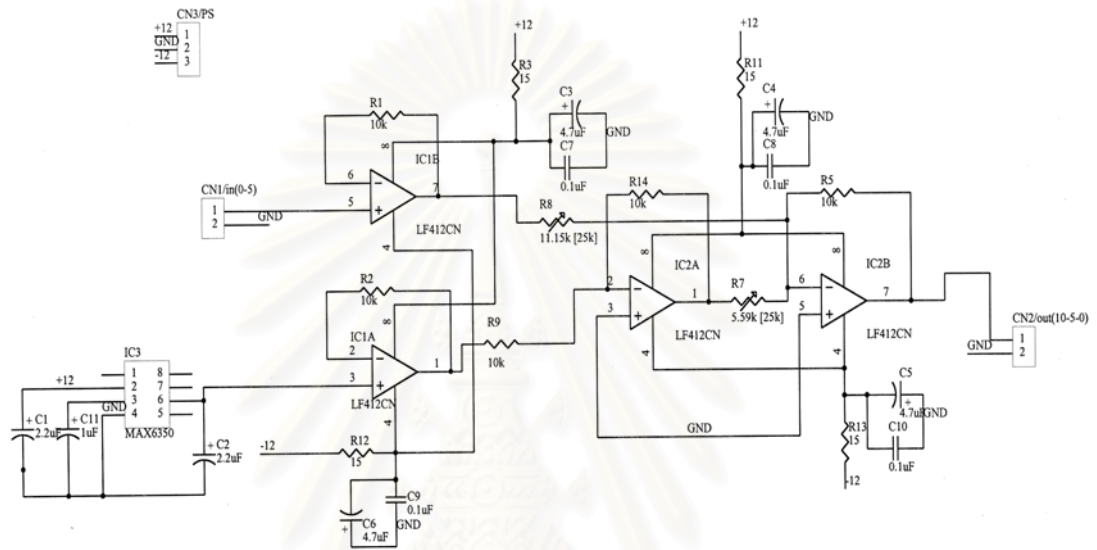 CN3/PS
+12 1
GND 2
-12 3
+12
R3
15
C3
+
4.7uF
GND
C7
0.1uF
+12
R11
15
C4
+
4.7uF
GND
C8
0.1uF
R1
10k
IC1B
8
6
5
7
4
LF412CN
CN1/in(0-5)
1
2
GND
R8
11.15k [25k]
R14
10k
R5
10k
IC2A
8
2
3
1
4
LF412CN
R7
5.59k [25k]
IC2B
8
6
5
7
4
LF412CN
CN2/out(10-5-0)
1
2
GND
R2
10k
IC1A
8
2
3
1
4
LF412CN
R9
10k
GND
IC3
1 8
2 7
3 6
4 5
MAX6350
+12
GND
+ C1
2.2uF
+ C11
1uF
+ C2
2.2uF
-12
R12
15
C9
0.1uF
GND
C6
+ 4.7uF
C5
+
4.7uF
GND
C10
0.1uF
R13
15
-12